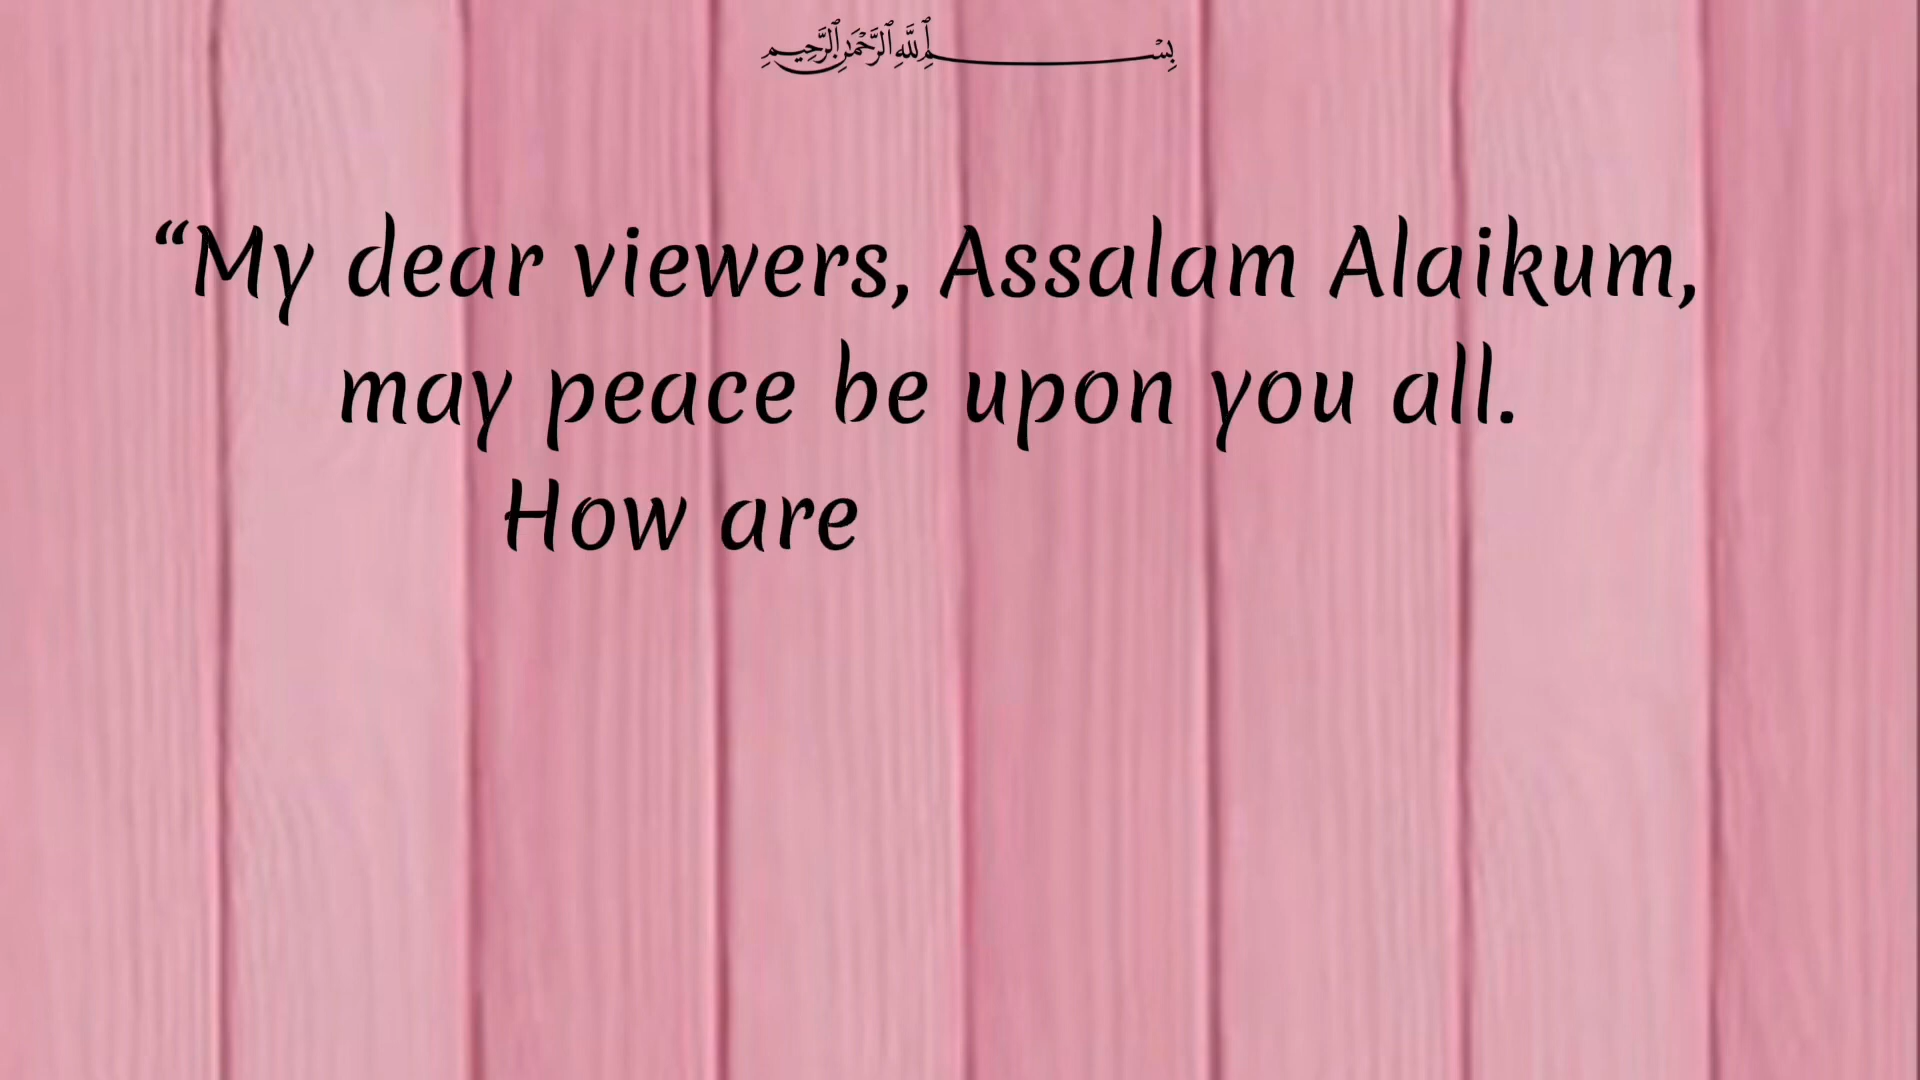 بِسْمِ ٱللَّهِ ٱلرَّحْمَٰنِ ٱلرَّحِيمِ
“My dear viewers, Assalam Alaikum,
may peace be upon you all.
How are